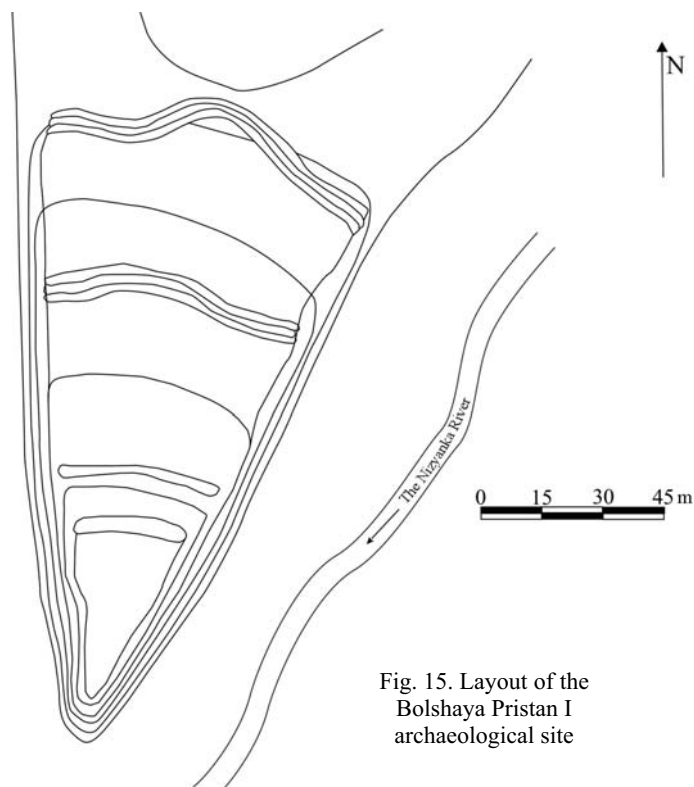 N
The Nizyanka River
0 15 30 45 m
Fig. 15. Layout of the
Bolshaya Pristan I
archaeological site